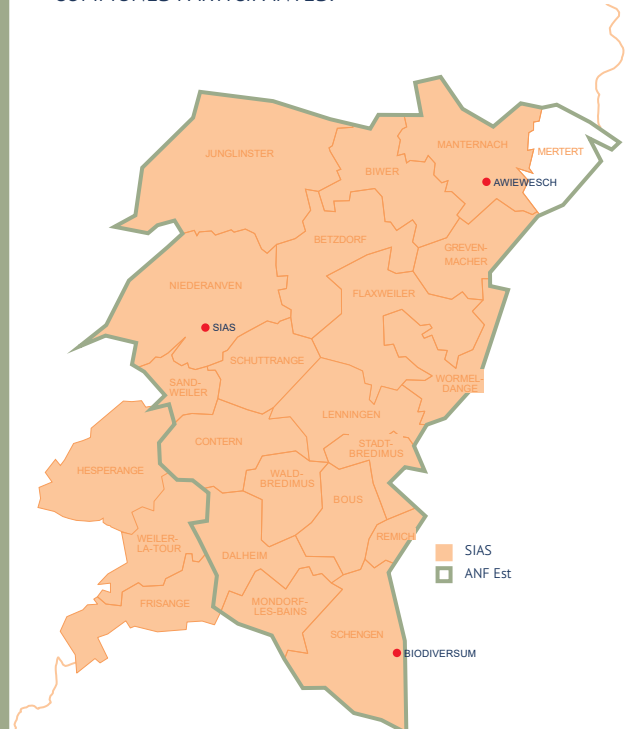 COMMUNES PARTICIPANTES:
JUNGLINSTER
BIWER
MANTERNACH
MERTERT
AWIEWESCH
BETZDORF
GREVEN-
MACHER
NIEDERANVEN
FLAXWEILER
SIAS
SCHUTTRANGE
SAND-
WEILER
WORMEL-
DANGE
LENNINGEN
CONTERN
STADT-
BREDIMUS
HESPERANGE
WALD-
BREDIMUS
BOUS
WEILER-
LA-TOUR
DALHEIM
REMICH
SIAS
ANF Est
FRISANGE
MONDORF-
LES-BAINS
SCHENGEN
BIODIVERSUM